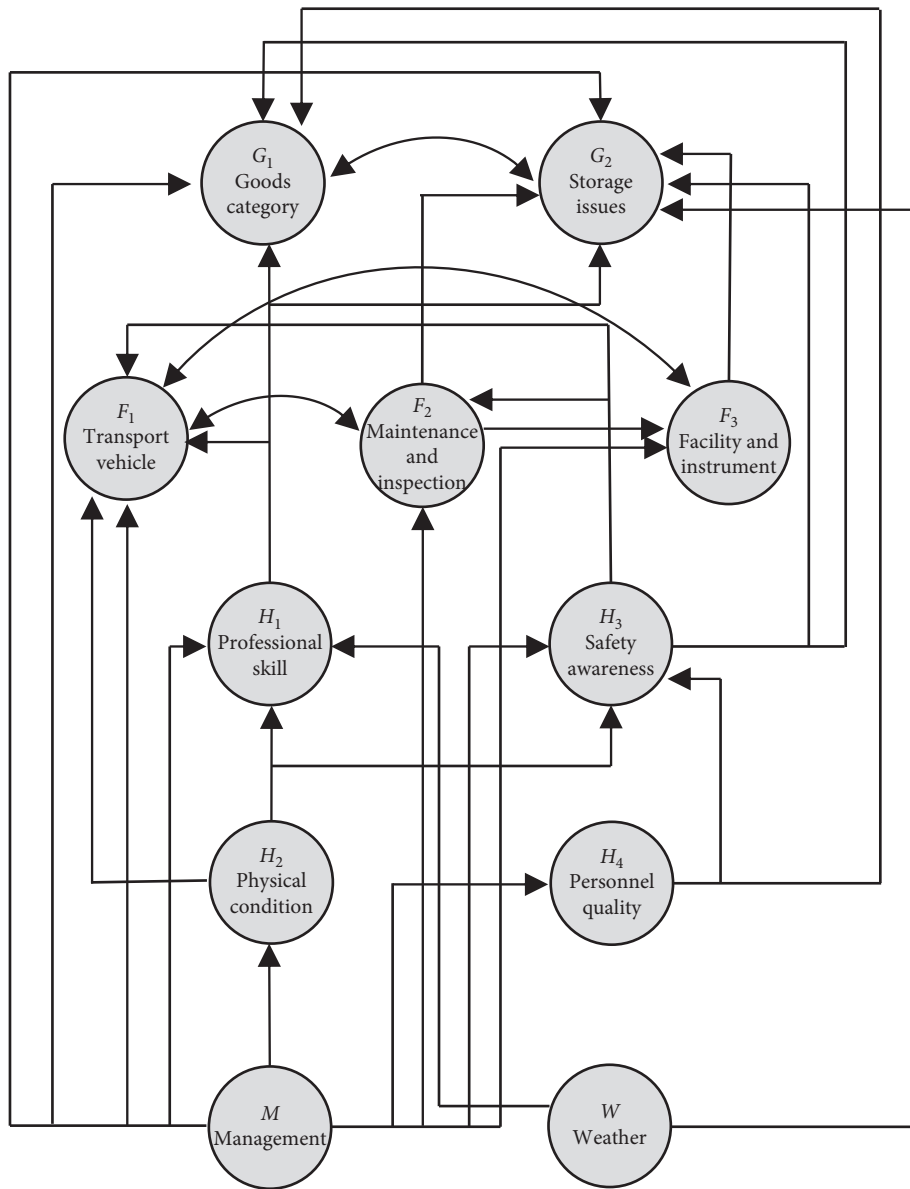 G₁
Goods
category
G₂
Storage
issues
F₁
Transport
vehicle
F₂
Maintenance
and
inspection
F₃
Facility and
instrument
H₁
Professional
skill
H₃
Safety
awareness
H₂
Physical
condition
H₄
Personnel
quality
M
Management
W
Weather